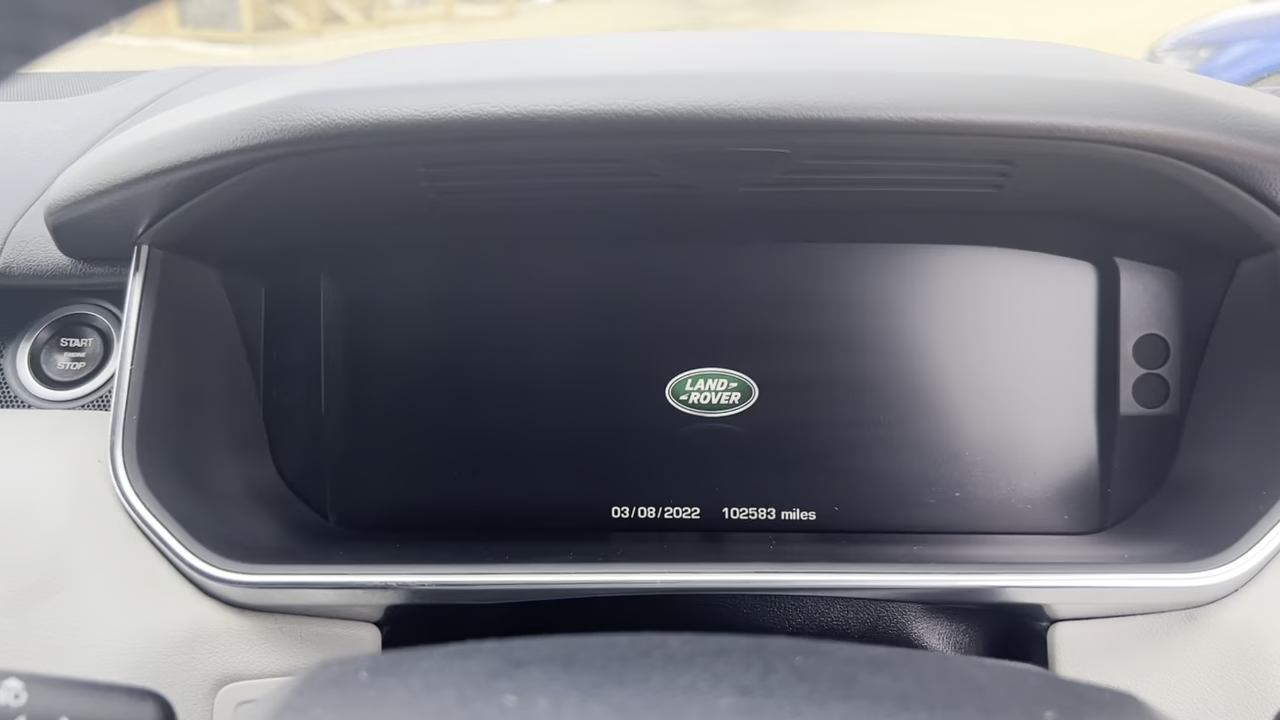 START
ENGINE
STOP
LAND
ROVER
03/08/2022 102583 miles